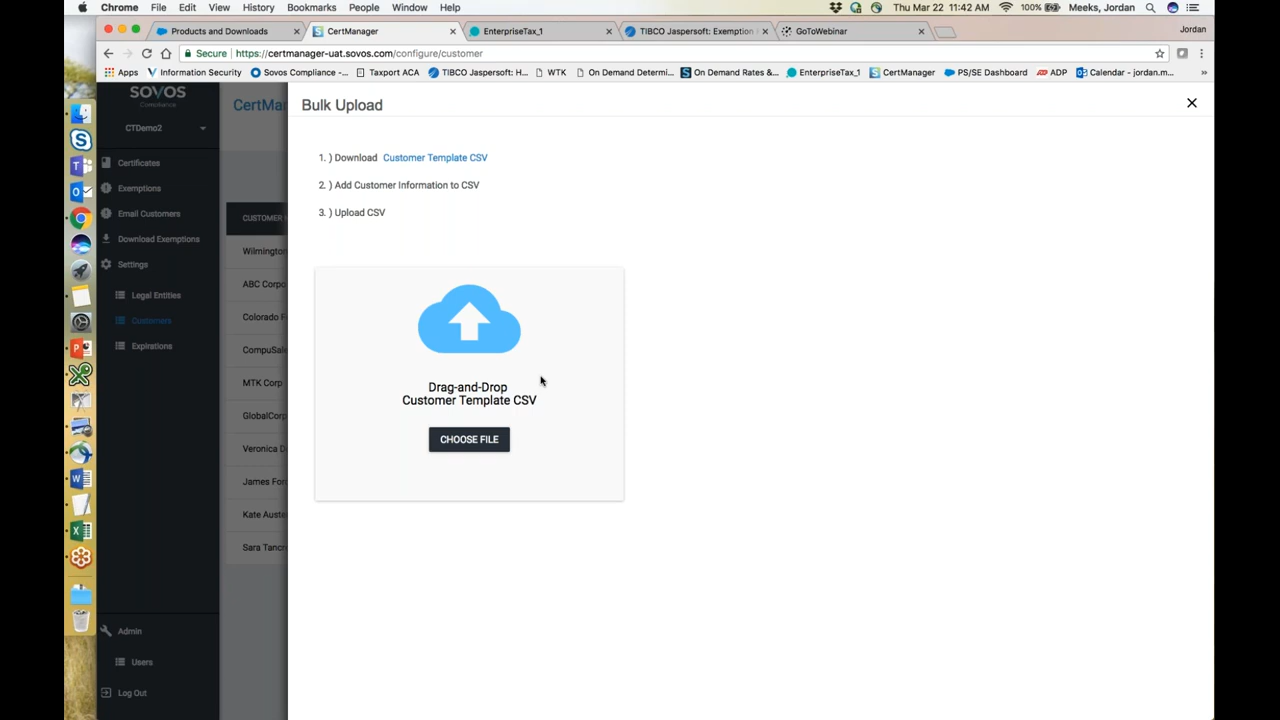 Chrome File Edit View History Bookmarks People Window Help
Thu Mar 22 11:42 AM 100% Meeks, Jordan
Products and Downloads
CertManager
EnterpriseTax_1
TIBCO Jaspersoft: Exemption
GoToWebinar
Jordan
Secure https://certmanager-uat.sovos.com/configure/customer
Apps Information Security Sovos Compliance -... Taxport ACA TIBCO Jaspersoft: H... WTK On Demand Determi... On Demand Rates &... EnterpriseTax_1 CertManager PS/SE Dashboard ADP Calendar - jordan.m... »
SOVOS
Compliance
CTDemo2
Certificates
Exemptions
Email Customers
Download Exemptions
Settings
Legal Entities
Customers
Expirations
Admin
Users
Log Out
CertMa
CUSTOMER
Wilmington
ABC Corpo
Colorado F
CompuSale
MTK Corp
GlobalCorp
Veronica D
James For
Kate Auste
Sara Tancr
Bulk Upload
1. ) Download Customer Template CSV
2. ) Add Customer Information to CSV
3. ) Upload CSV
Drag-and-Drop
Customer Template CSV
CHOOSE FILE